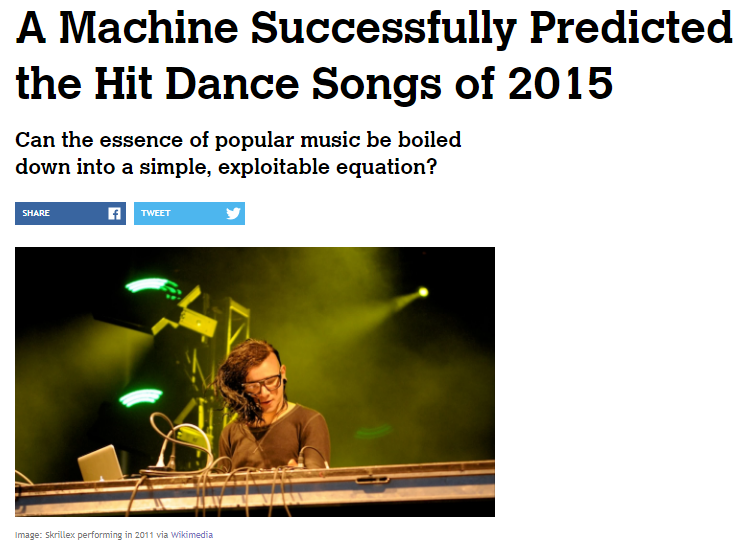 A Machine Successfully Predicted
the Hit Dance Songs of 2015
Can the essence of popular music be boiled
down into a simple, exploitable equation?
SHARE
TWEET
Image: Skrillex performing in 2011 via Wikimedia